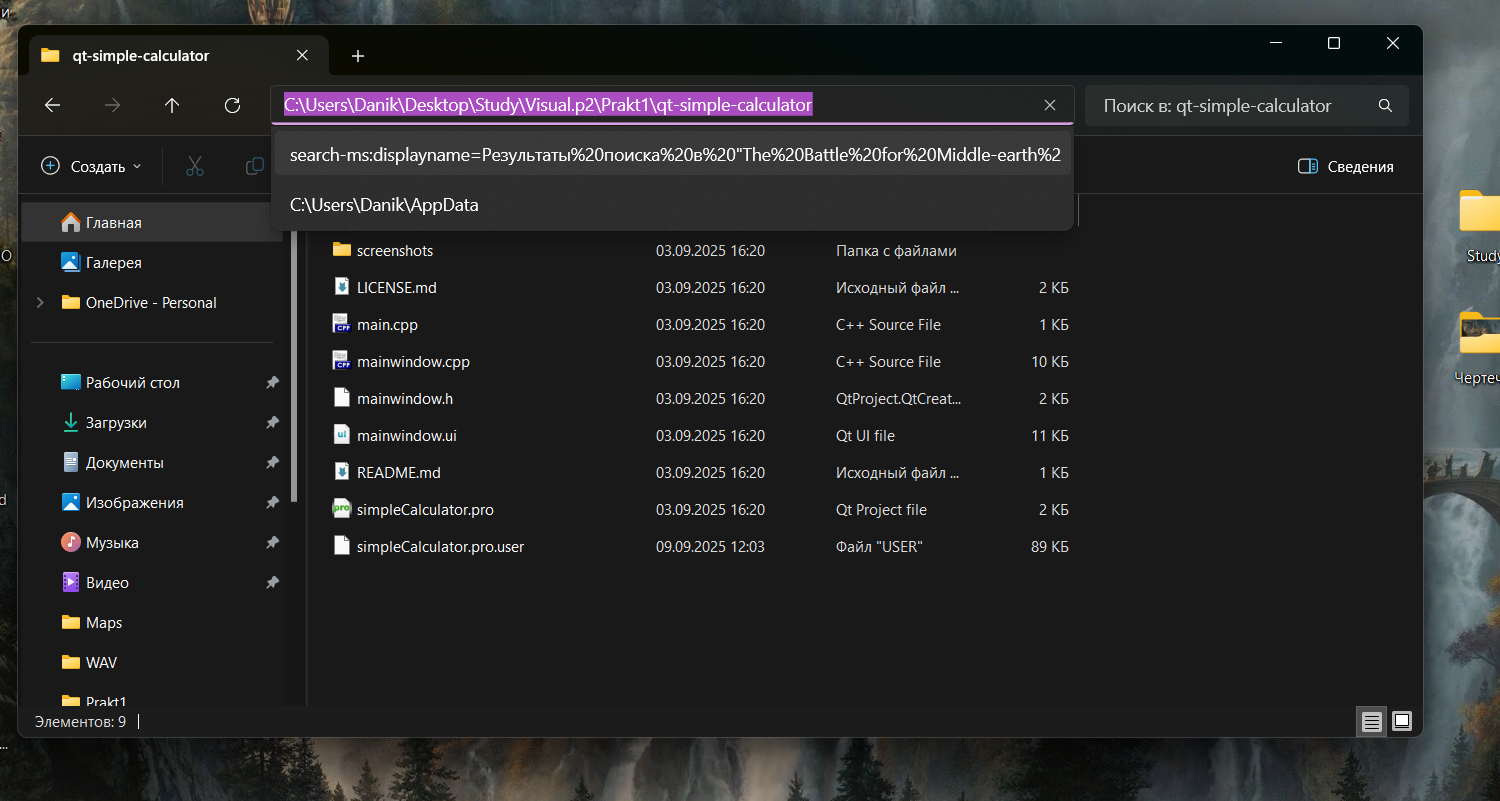 и
qt-simple-calculator
C:\Users\Danik\Desktop\Study\Visual.p2\Prakt1\qt-simple-calculator
Поиск в: qt-simple-calculator
search-ms:displayname=Результаты%20поиска%20в%20"The%20Battle%20for%20Middle-earth%2
C:\Users\Danik\AppData
Создать
Сведения
Главная
Галерея
OneDrive - Personal
Рабочий стол
Загрузки
Документы
Изображения
Музыка
Видео
Maps
WAV
Prakt1
screenshots 03.09.2025 16:20 Папка с файлами
LICENSE.md 03.09.2025 16:20 Исходный файл ... 2 КБ
main.cpp 03.09.2025 16:20 C++ Source File 1 КБ
mainwindow.cpp 03.09.2025 16:20 C++ Source File 10 КБ
mainwindow.h 03.09.2025 16:20 QtProject.QtCreat... 2 КБ
mainwindow.ui 03.09.2025 16:20 Qt UI file 11 КБ
README.md 03.09.2025 16:20 Исходный файл ... 1 КБ
simpleCalculator.pro 03.09.2025 16:20 Qt Project file 2 КБ
simpleCalculator.pro.user 09.09.2025 12:03 Файл "USER" 89 КБ
Элементов: 9
Study
Чертеч